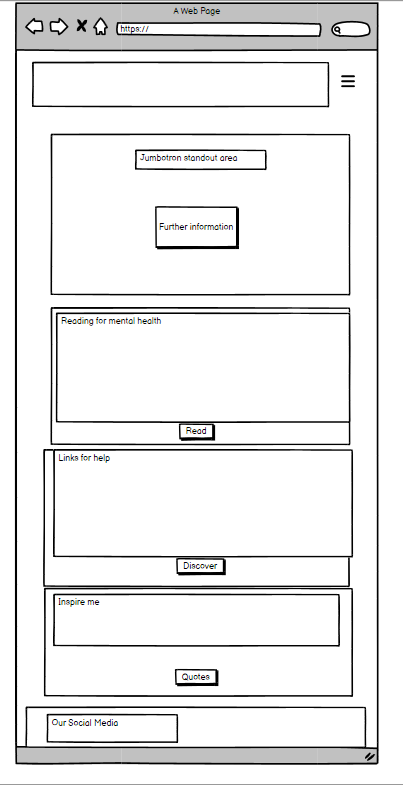 A Web Page
https://
Jumbotron standout area
Further information
Reading for mental health
Read
Links for help
Discover
Inspire me
Quotes
Our Social Media